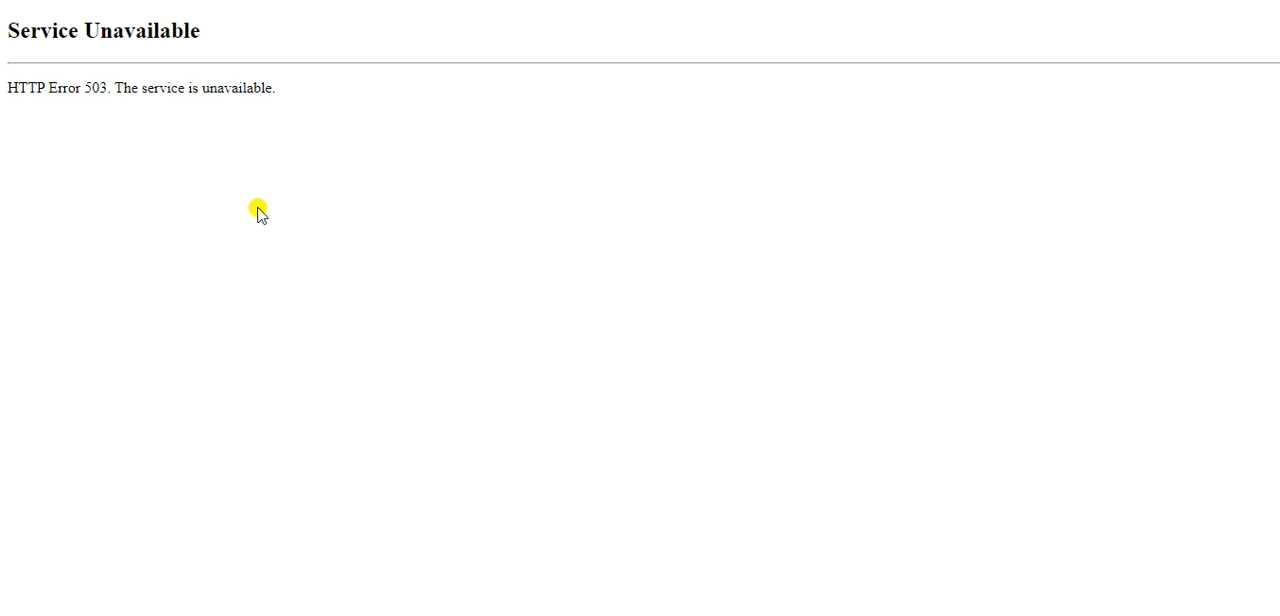 Service Unavailable
HTTP Error 503. The service is unavailable.